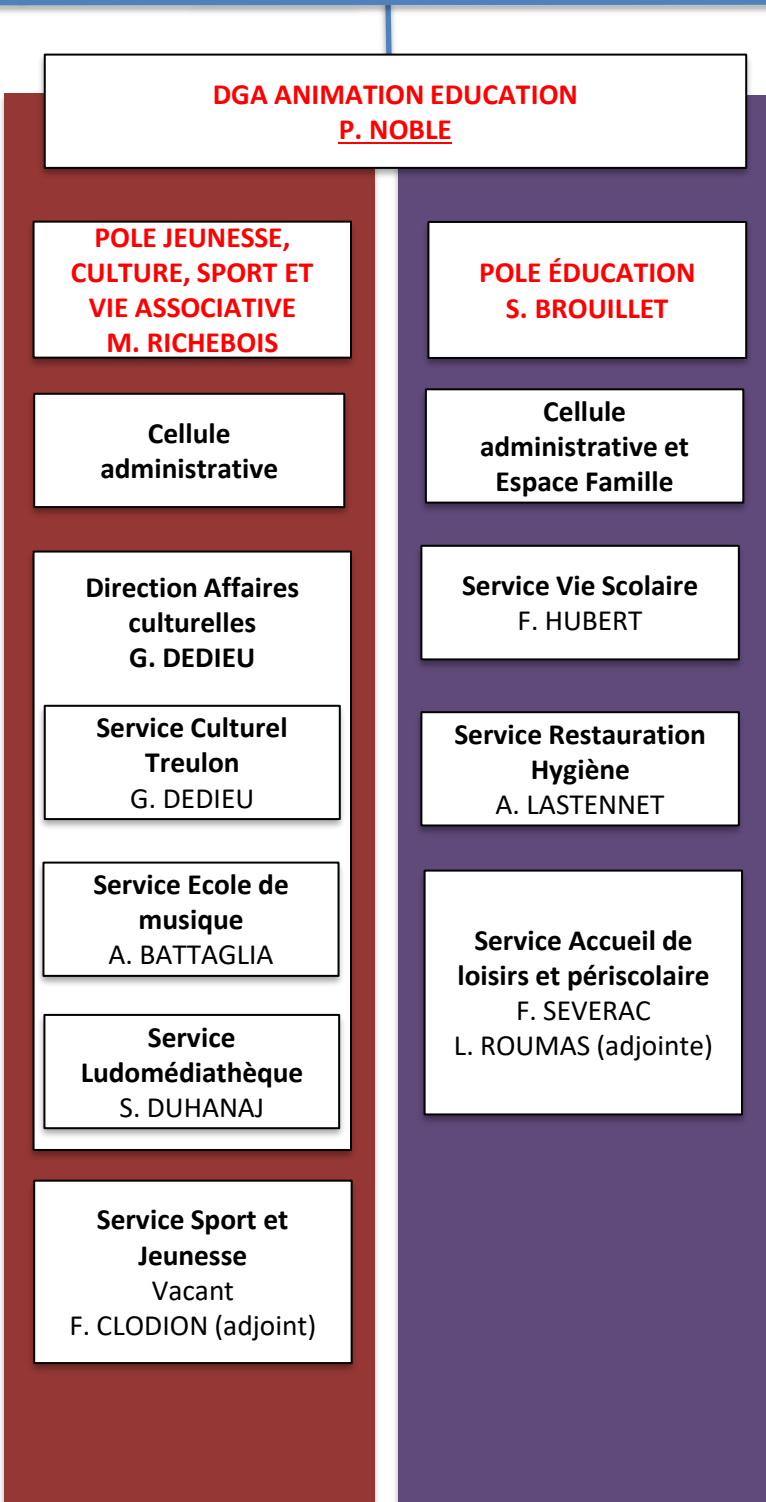 DGA ANIMATION EDUCATION
P. NOBLE
POLE JEUNESSE,
CULTURE, SPORT ET
VIE ASSOCIATIVE
M. RICHEBOIS
Cellule
administrative
Direction Affaires
culturelles
G. DEDIEU
Service Culturel
Treulon
G. DEDIEU
Service Ecole de
musique
A. BATTAGLIA
Service
Ludomédiathèque
S. DUHANAJ
Service Sport et
Jeunesse
Vacant
F. CLODION (adjoint)
POLE ÉDUCATION
S. BROUILLET
Cellule
administrative et
Espace Famille
Service Vie Scolaire
F. HUBERT
Service Restauration
Hygiène
A. LASTENNET
Service Accueil de
loisirs et périscolaire
F. SEVERAC
L. ROUMAS (adjointe)